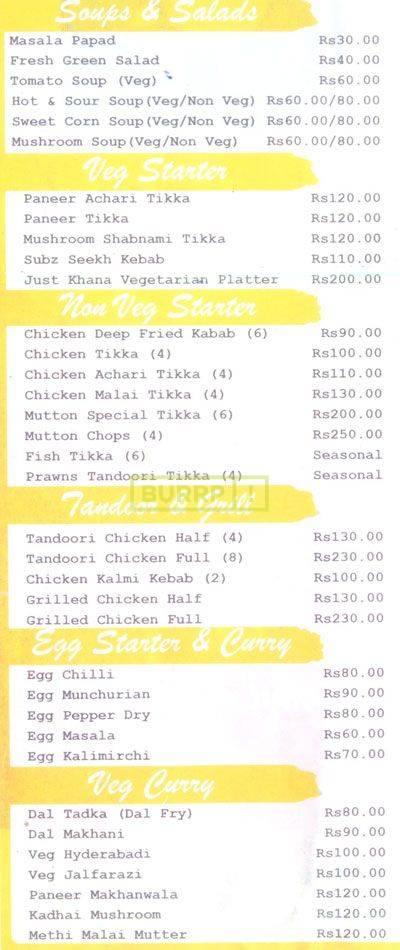 Soups & Salads
Masala Papad Rs30.00
Fresh Green Salad Rs40.00
Tomato Soup (Veg) Rs60.00
Hot & Sour Soup(Veg/Non Veg) Rs60.00/80.00
Sweet Corn Soup(Veg/Non Veg) Rs60.00/80.00
Mushroom Soup(Veg/Non Veg) Rs60.00/80.00
Veg Starter
Paneer Achari Tikka Rs120.00
Paneer Tikka Rs120.00
Mushroom Shabnami Tikka Rs120.00
Subz Seekh Kebab Rs110.00
Just Khana Vegetarian Platter Rs200.00
Non Veg Starter
Chicken Deep Fried Kabab (6) Rs90.00
Chicken Tikka (4) Rs100.00
Chicken Achari Tikka (4) Rs110.00
Chicken Malai Tikka (4) Rs130.00
Mutton Special Tikka (6) Rs200.00
Mutton Chops (4) Rs250.00
Fish Tikka (6) Seasonal
Prawns Tandoori Tikka (4) Seasonal
BURRP
Tandoor & Grill
Tandoori Chicken Half (4) Rs130.00
Tandoori Chicken Full (8) Rs230.00
Chicken Kalmi Kebab (2) Rs100.00
Grilled Chicken Half Rs130.00
Grilled Chicken Full Rs230.00
Egg Starter & Curry
Egg Chilli Rs80.00
Egg Munchurian Rs90.00
Egg Pepper Dry Rs80.00
Egg Masala Rs60.00
Egg Kalimirchi Rs70.00
Veg Curry
Dal Tadka (Dal Fry) Rs80.00
Dal Makhani Rs90.00
Veg Hyderabadi Rs100.00
Veg Jalfarazi Rs100.00
Paneer Makhanwala Rs120.00
Kadhai Mushroom Rs120.00
Methi Malai Mutter Rs120.00